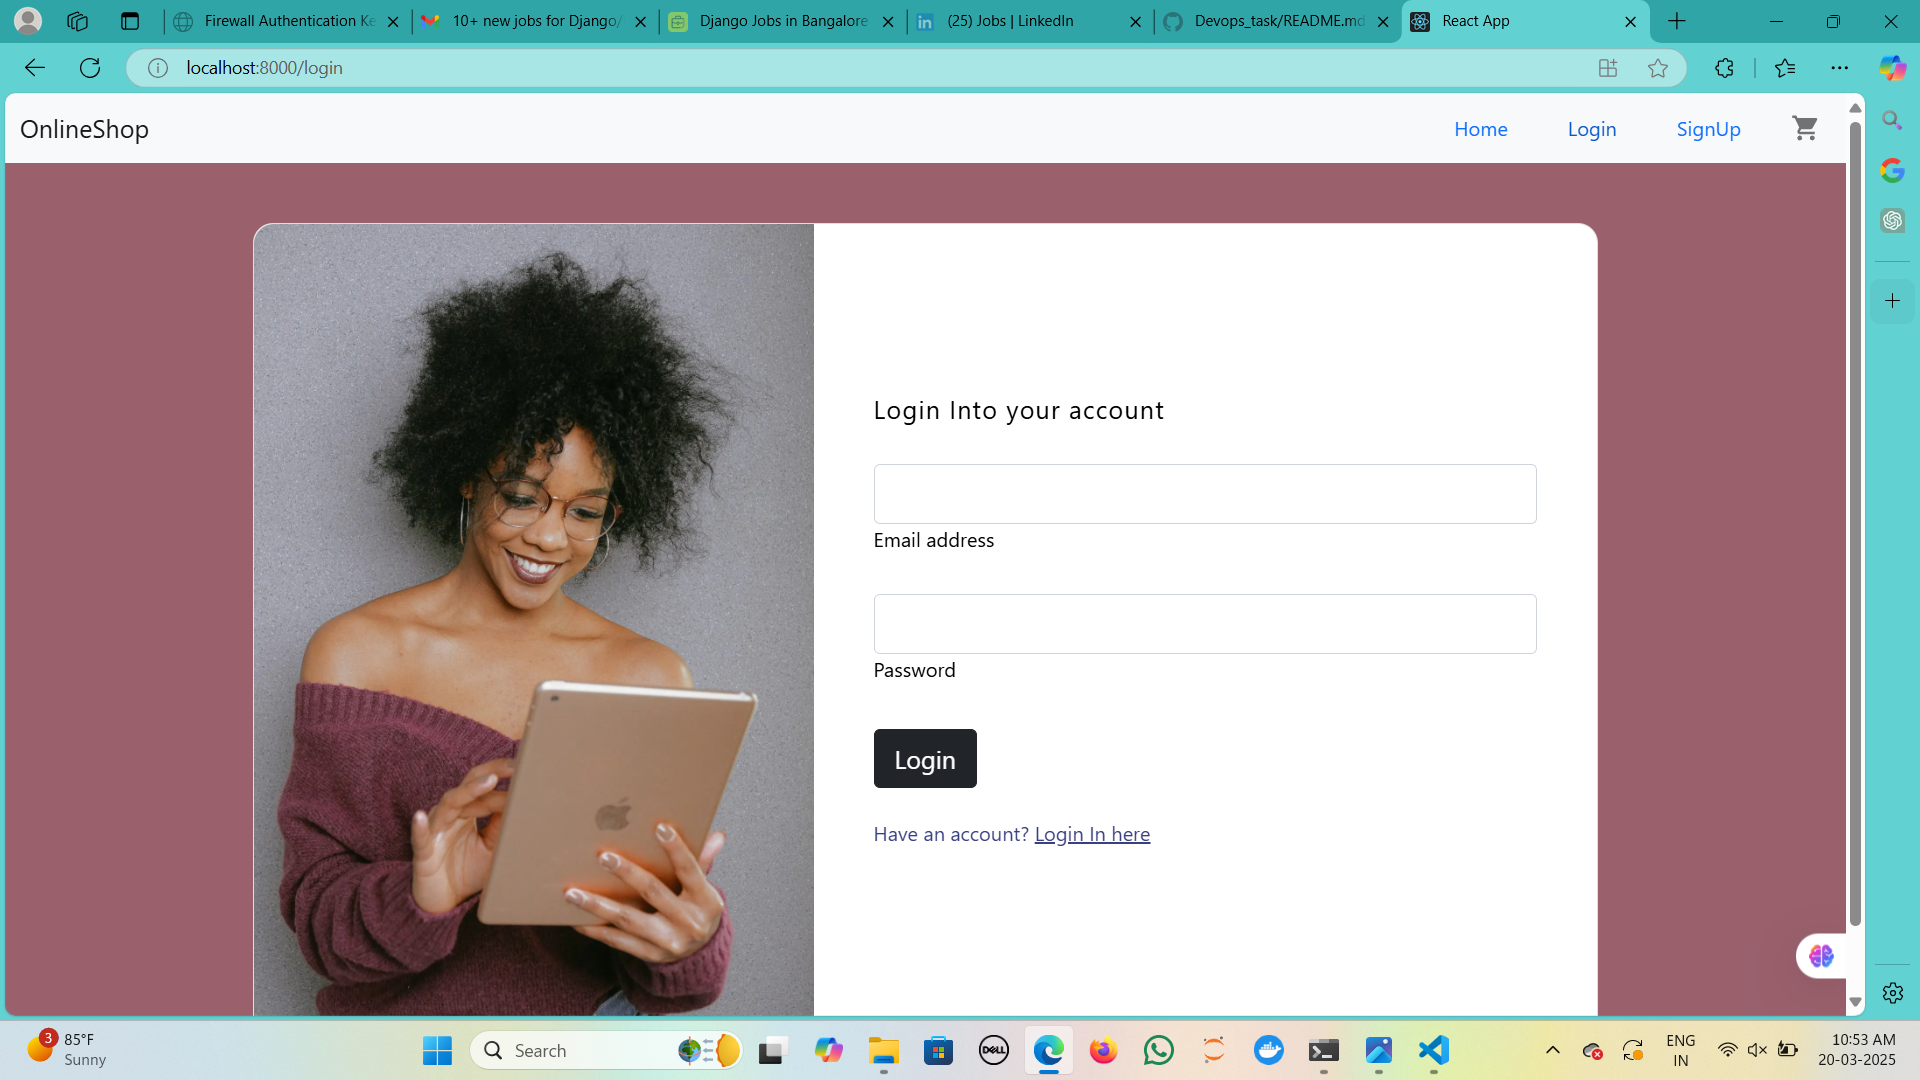 Firewall Authentication Ke
10+ new jobs for Django/
Django Jobs in Bangalore
(25) Jobs | LinkedIn
Devops_task/README.md
React App
localhost:8000/login
OnlineShop
Home
Login
SignUp
Login Into your account
Email address
Password
Login
Have an account? Login In here
3
85°F
Sunny
Search
DELL
ENG
IN
10:53 AM
20-03-2025